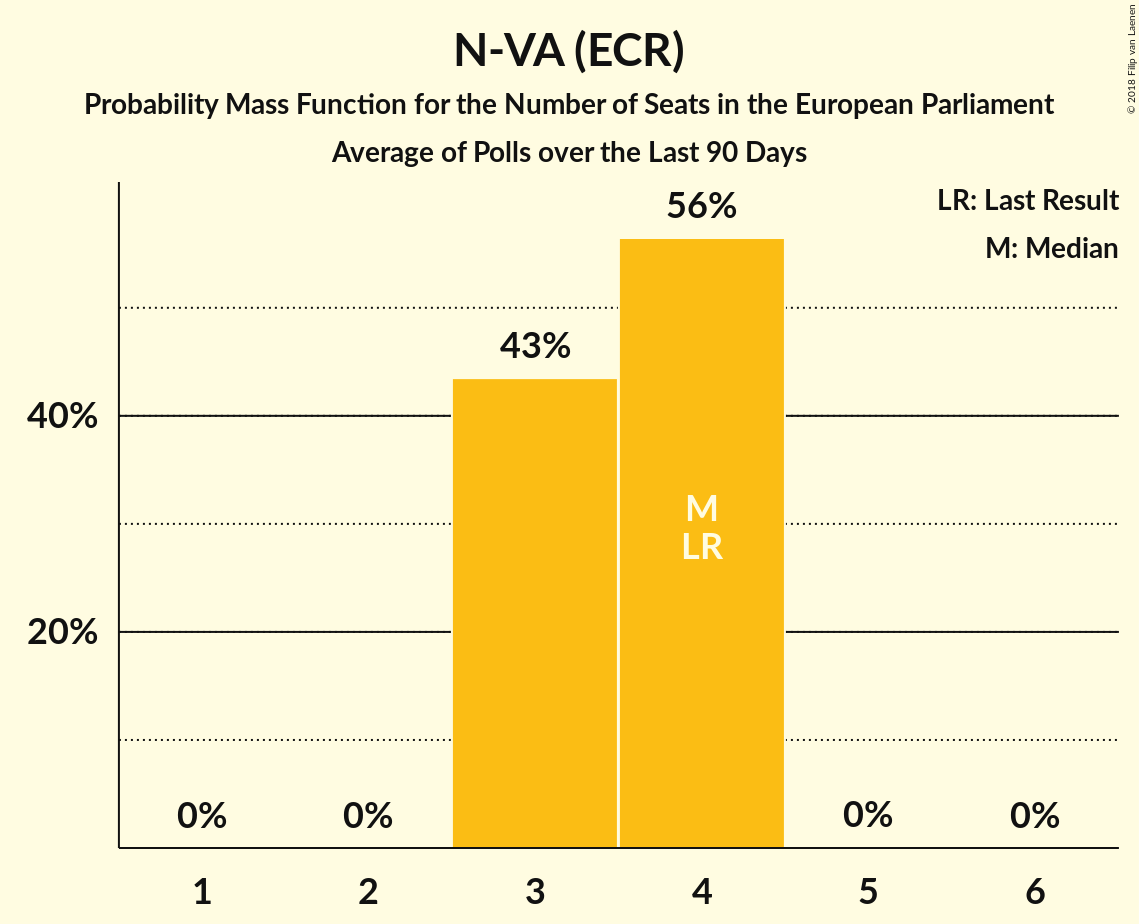 N-VA (ECR)
Probability Mass Function for the Number of Seats in the European Parliament
Average of Polls over the Last 90 Days
© 2018 Filip van Laenen
LR: Last Result
M: Median
56%
43%
40%
M
LR
20%
0% 0% 0% 0%
1 2 3 4 5 6